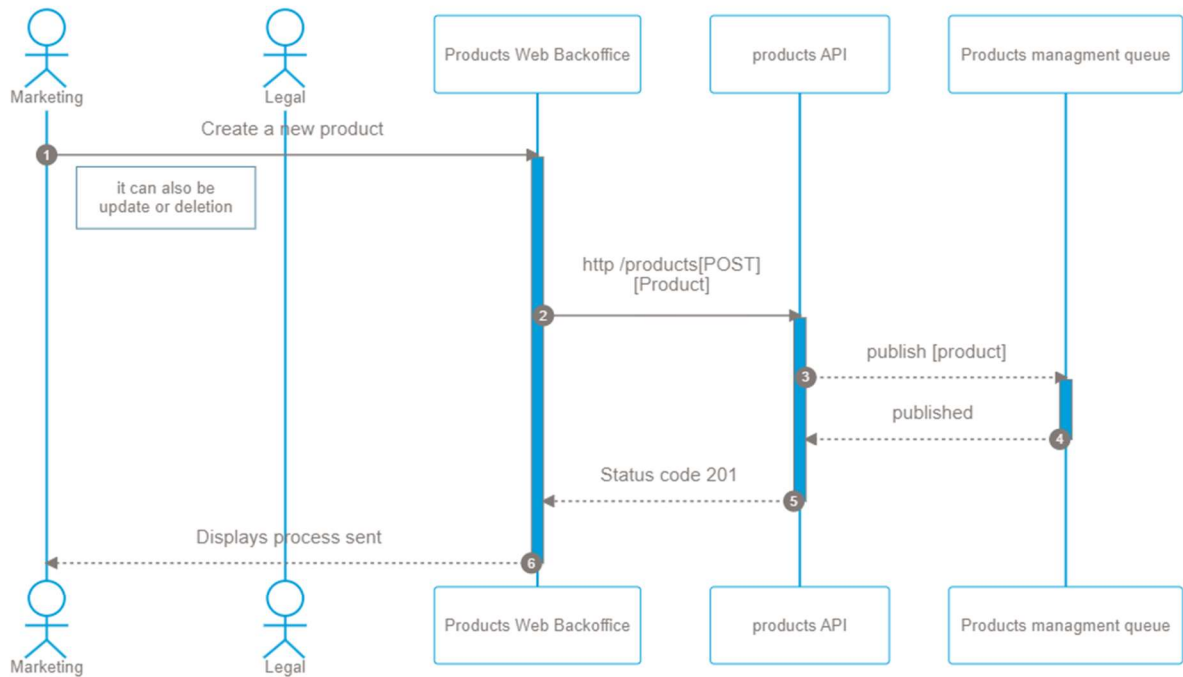 Products Web Backoffice
products API
Products managment queue
Marketing
Legal
Create a new product
1
it can also be
update or deletion
http /products[POST]
[Product]
2
publish [product]
3
published
4
Status code 201
5
Displays process sent
6
Products Web Backoffice
products API
Products managment queue
Marketing
Legal